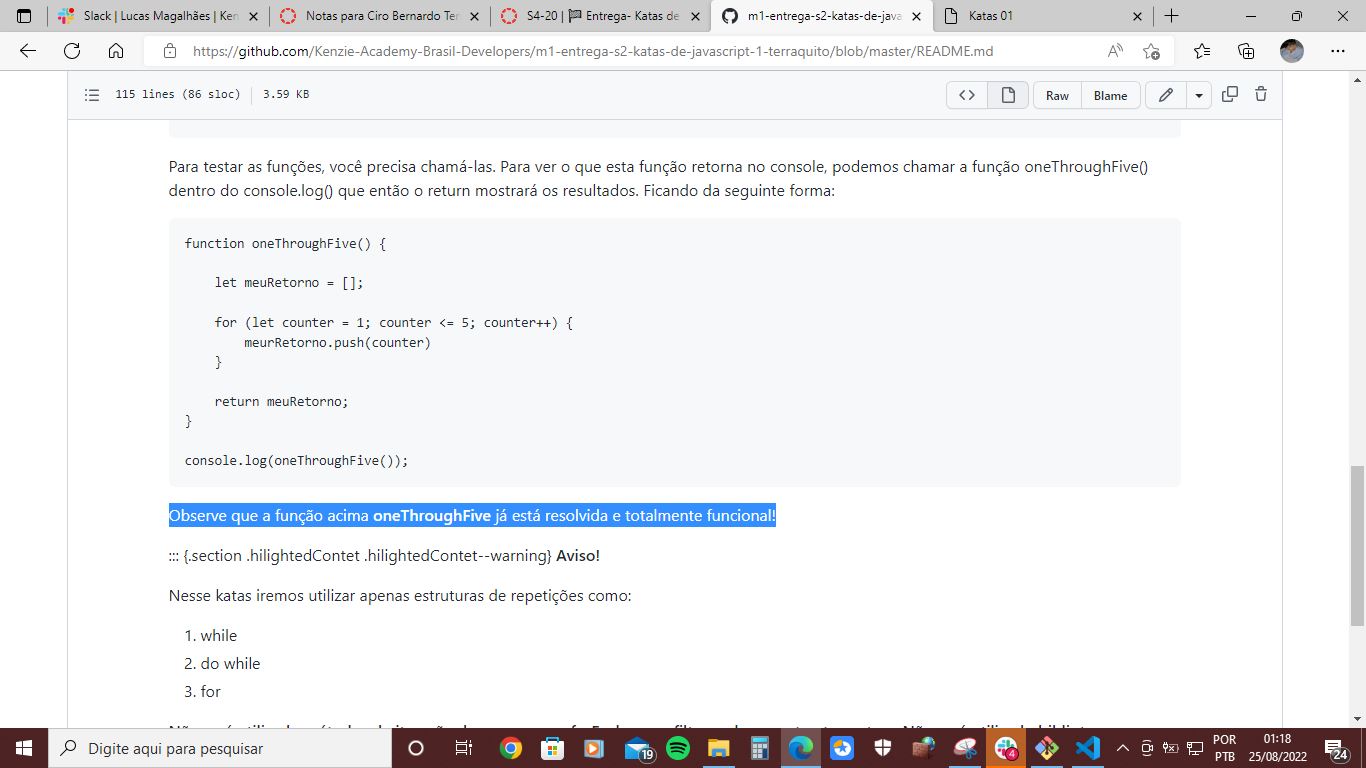 Slack | Lucas Magalhães | Ken
Notas para Ciro Bernardo Ter
S4-20 | Entrega- Katas de
m1-entrega-s2-katas-de-java
Katas 01
https://github.com/Kenzie-Academy-Brasil-Developers/m1-entrega-s2-katas-de-javascript-1-terraquito/blob/master/README.md
115 lines (86 sloc) 3.59 KB
Raw
Blame
Para testar as funções, você precisa chamá-las. Para ver o que esta função retorna no console, podemos chamar a função oneThroughFive()
dentro do console.log() que então o return mostrará os resultados. Ficando da seguinte forma:
function oneThroughFive() {
let meuRetorno = [];
for (let counter = 1; counter <= 5; counter++) {
meurRetorno.push(counter)
}
return meuRetorno;
}
console.log(oneThroughFive());
Observe que a função acima oneThroughFive já está resolvida e totalmente funcional!
::: {.section .hilightedContet .hilightedContet--warning} Aviso!
Nesse katas iremos utilizar apenas estruturas de repetições como:
1. while
2. do while
3. for
Digite aqui para pesquisar
19
4
POR
PTB
01:18
25/08/2022
24